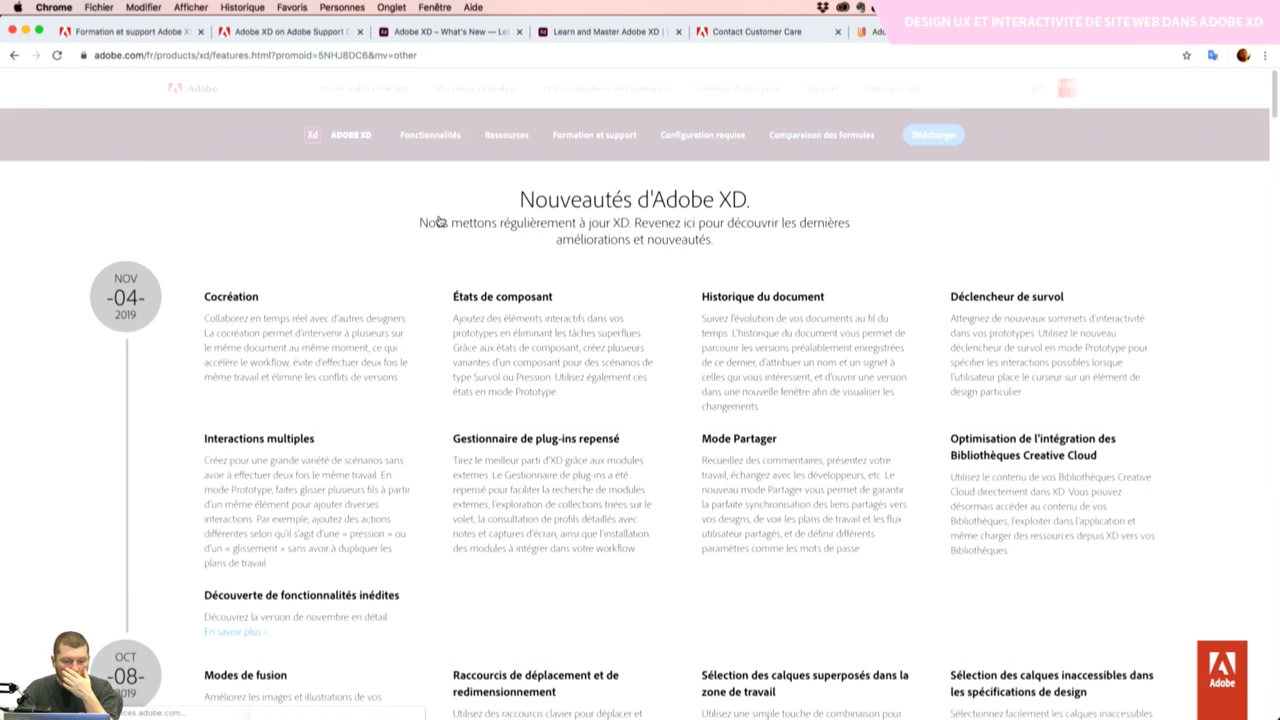 Chrome Fichier Modifier Afficher Historique Favoris Personnes Onglet Fenêtre Aide
DESIGN UX ET INTERACTIVITÉ DE SITE WEB DANS ADOBE XD
Formation et support Adobe X
Adobe XD on Adobe Support C
Adobe XD – What's New — Le
Learn and Master Adobe XD | L
Contact Customer Care
Ado
adobe.com/fr/products/xd/features.html?promoid=5NHJ8DC6&mv=other
Adobe
Support
Xd ADOBE XD Fonctionnalités Ressources Formation et support Configuration requise Comparaison des formules Télécharger
Nouveautés d'Adobe XD.
Nous mettons régulièrement à jour XD. Revenez ici pour découvrir les dernières
améliorations et nouveautés.
NOV
-04-
2019
Cocréation
Collaborez en temps réel avec d'autres designers.
La cocréation permet d'intervenir à plusieurs sur
le même document au même moment, ce qui
accélère le workflow, évite d'effectuer deux fois le
même travail et élimine les conflits de versions.
États de composant
Ajoutez des éléments interactifs dans vos
prototypes en éliminant les tâches superflues.
Grâce aux états de composant, créez plusieurs
variantes d'un composant pour des scénarios de
type Survol ou Pression. Utilisez également ces
états en mode Prototype.
Historique du document
Suivez l'évolution de vos documents au fil du
temps. L'historique du document vous permet de
parcourir les versions préalablement enregistrées
de ce dernier, d'attribuer un nom et un signet à
celles qui vous intéressent, et d'ouvrir une version
dans une nouvelle fenêtre afin de visualiser les
changements.
Déclencheur de survol
Atteignez de nouveaux sommets d'interactivité
dans vos prototypes. Utilisez le nouveau
déclencheur de survol en mode Prototype pour
spécifier les interactions possibles lorsque
l'utilisateur place le curseur sur un élément de
design particulier.
Interactions multiples
Créez pour une grande variété de scénarios sans
avoir à effectuer deux fois le même travail. En
mode Prototype, faites glisser plusieurs fils à partir
d'un même élément pour ajouter diverses
interactions. Par exemple, ajoutez des actions
différentes selon qu'il s'agit d'une « pression » ou
d'un « glissement » sans avoir à dupliquer les
plans de travail.
Gestionnaire de plug-ins repensé
Tirez le meilleur parti d'XD grâce aux modules
externes. Le Gestionnaire de plug-ins a été
repensé pour faciliter la recherche de modules
externes, l'exploration de collections triées sur le
volet, la consultation de profils détaillés avec
notes et captures d'écran, ainsi que l'installation
des modules à intégrer dans votre workflow.
Mode Partager
Recueillez des commentaires, présentez votre
travail, échangez avec les développeurs, etc. Le
nouveau mode Partager vous permet de garantir
la parfaite synchronisation des liens partagés vers
vos designs, de voir les plans de travail et les flux
utilisateur partagés, et de définir différents
paramètres comme les mots de passe.
Optimisation de l'intégration des
Bibliothèques Creative Cloud
Utilisez le contenu de vos Bibliothèques Creative
Cloud directement dans XD. Vous pouvez
désormais accéder au contenu de vos
Bibliothèques, l'exploiter dans l'application et
même charger des ressources depuis XD vers vos
Bibliothèques.
Découverte de fonctionnalités inédites
Découvrez la version de novembre en détail.
En savoir plus ›
OCT
-08-
2019
Modes de fusion
Améliorez les images et illustrations de vos
Raccourcis de déplacement et de
redimensionnement
Utilisez des raccourcis clavier pour déplacer et
Sélection des calques superposés dans la
zone de travail
Utilisez une simple touche de combinaison pour
Sélection des calques inaccessibles dans
les spécifications de design
Sélectionnez facilement les calques inaccessibles
Adobe
ces.adobe.com...